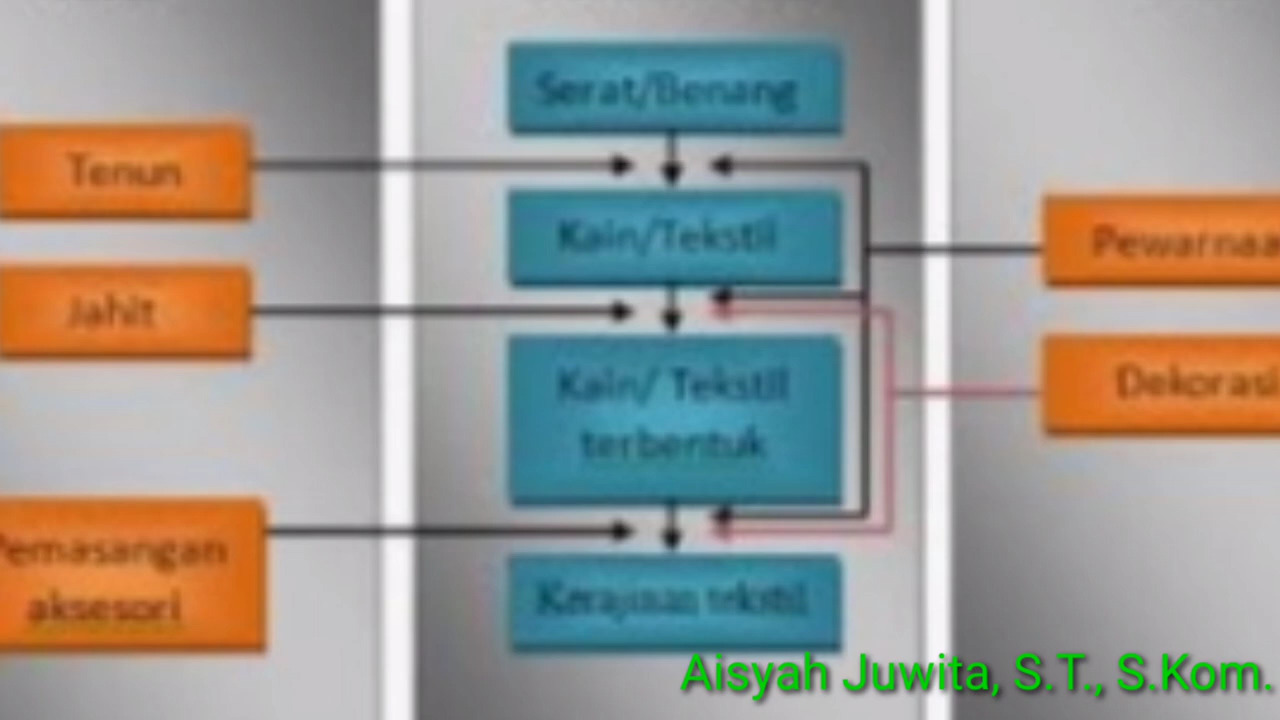 Serat/Benang
Tenun
Kain/Tekstil
Pewarnaa
Jahit
Kain/ Tekstil
terbentuk
Dekorasi
Pemasangan
aksesori
Kerajinan tekstil
Aisyah Juwita, S.T., S.Kom.